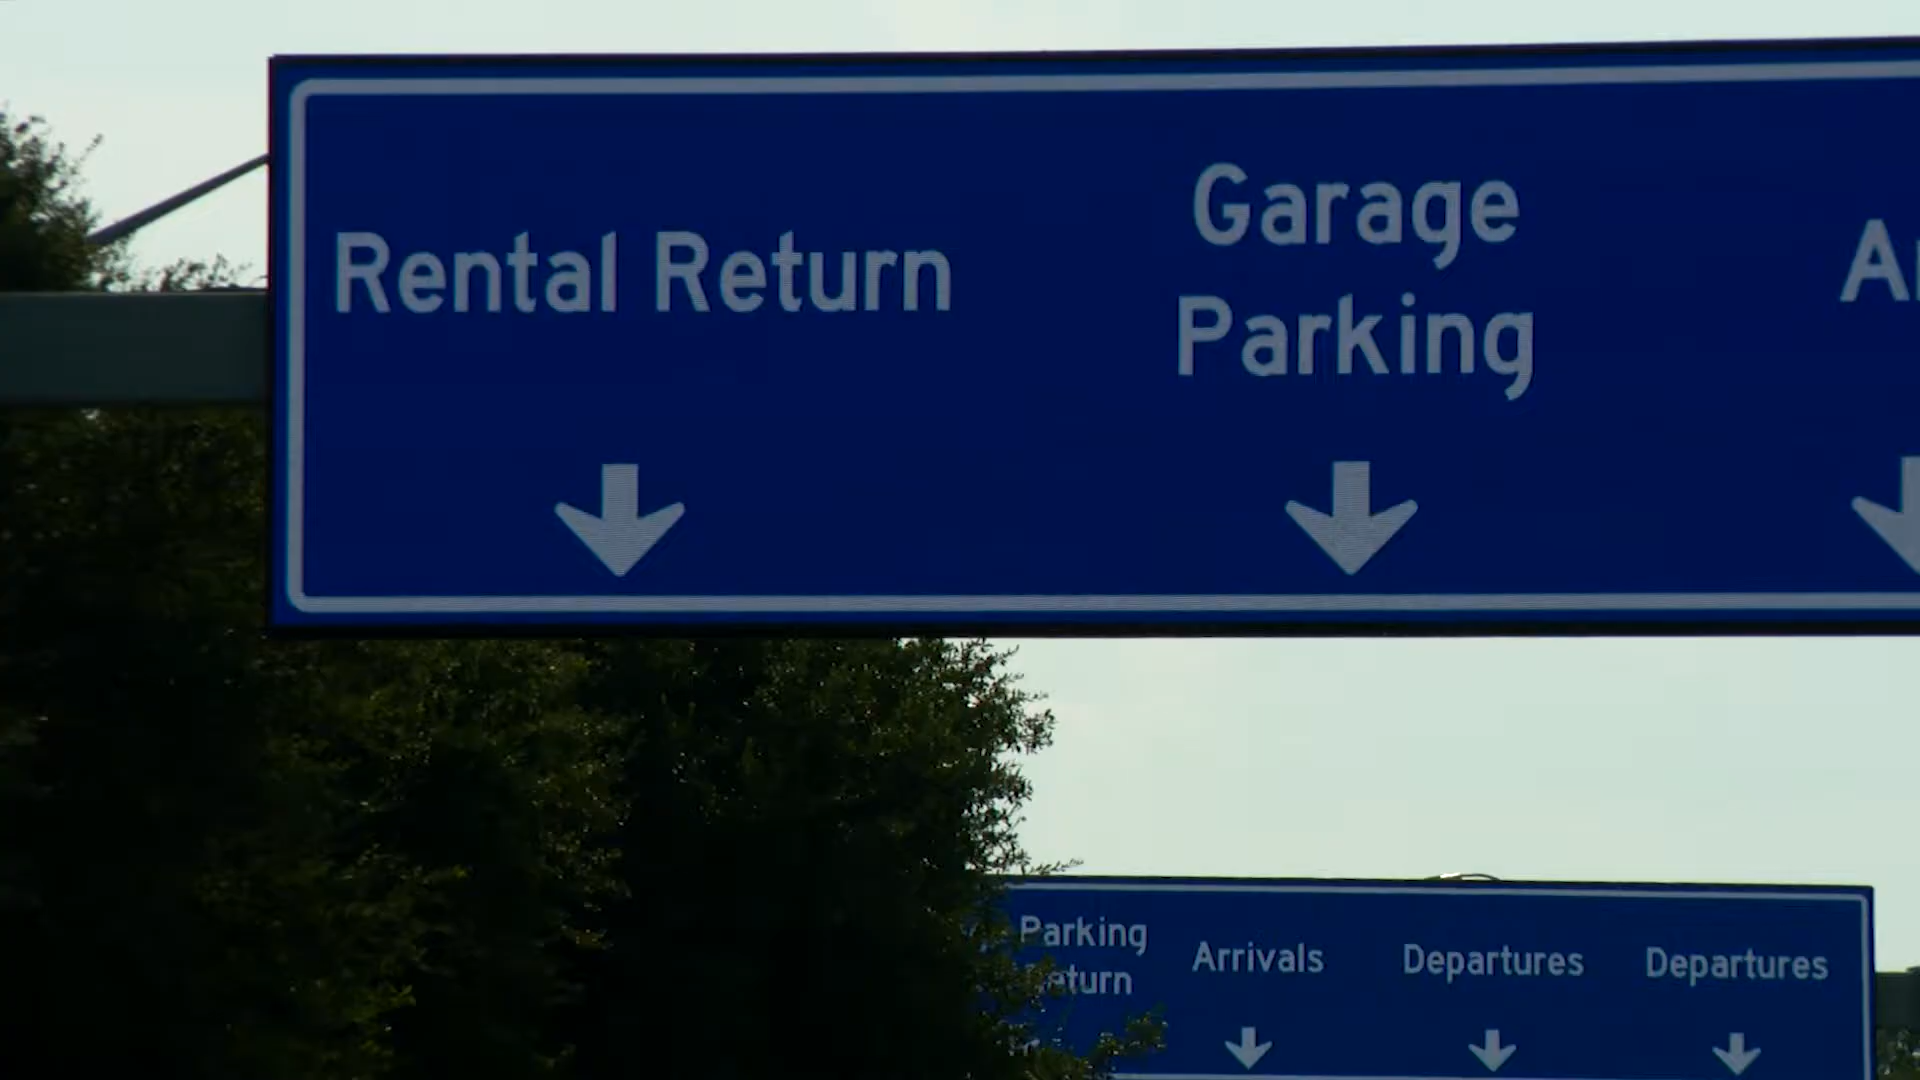 Rental Return
Garage
Parking
Parking
Arrivals
Departures
Departures